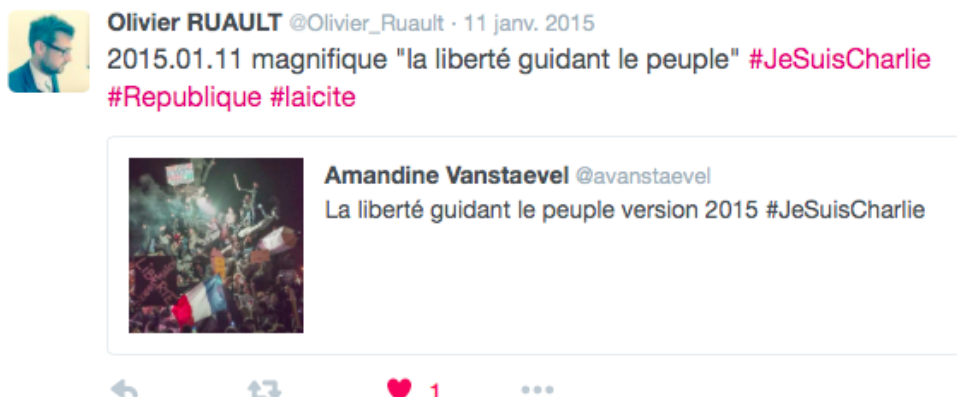 Olivier RUAULT @Olivier_Ruault · 11 janv. 2015
2015.01.11 magnifique "la liberté guidant le peuple" #JeSuisCharlie
#Republique #laicite
Amandine Vanstaevel @avanstaevel
La liberté guidant le peuple version 2015 #JeSuisCharlie
1